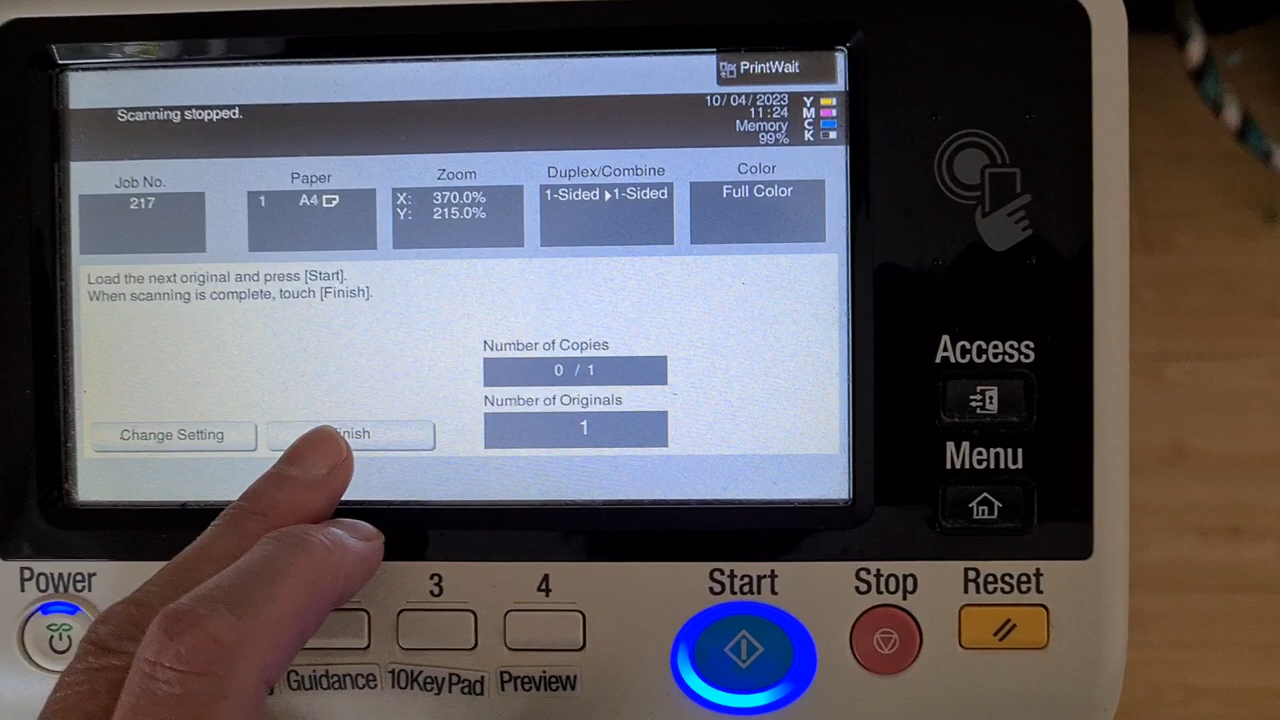 PrintWait
Scanning stopped.
10/04/2023
11:24
Memory
99%
Y
M
C
K
Job No.
217
Paper
1 A4
Zoom
X: 370.0%
Y: 215.0%
Duplex/Combine
1-Sided 1-Sided
Color
Full Color
Load the next original and press [Start].
When scanning is complete, touch [Finish].
Number of Copies
0 / 1
Number of Originals
1
Change Setting
inish
Access
Menu
Power
3
4
Start
Stop
Reset
Guidance
10KeyPad
Preview